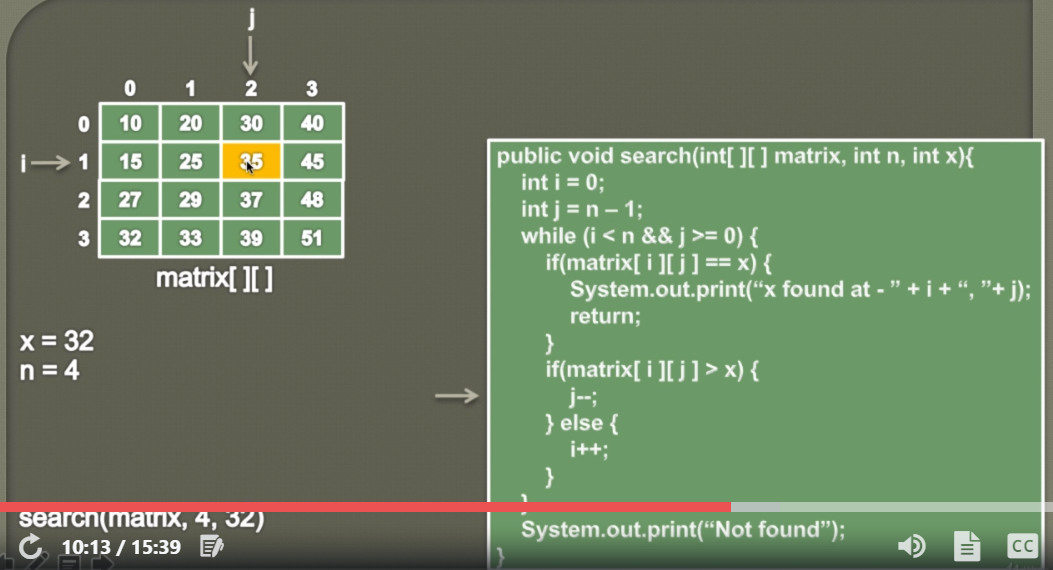 j
0 1 2 3
0 10 20 30 40
i 1 15 25 35 45
2 27 29 37 48
3 32 33 39 51
matrix[ ][ ]
x = 32
n = 4
search(matrix, 4, 32)
public void search(int[ ][ ] matrix, int n, int x){
int i = 0;
int j = n – 1;
while (i < n && j >= 0) {
if(matrix[ i ][ j ] == x) {
System.out.print(“x found at - ” + i + “, ”+ j);
return;
}
if(matrix[ i ][ j ] > x) {
j--;
} else {
i++;
}
}
System.out.print(“Not found”);
}
10:13 / 15:39
CC